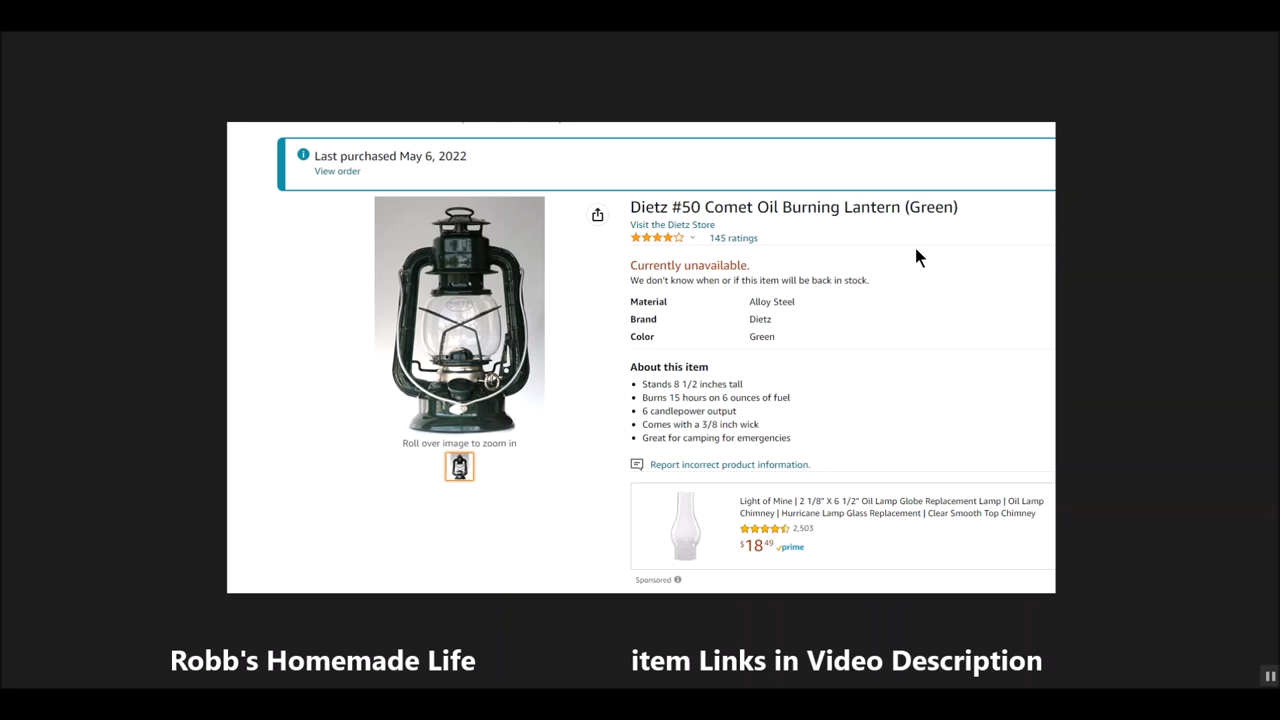 Last purchased May 6, 2022
View order
Dietz #50 Comet Oil Burning Lantern (Green)
Visit the Dietz Store
145 ratings
Currently unavailable.
We don't know when or if this item will be back in stock.
Material Alloy Steel
Brand Dietz
Color Green
About this item
• Stands 8 1/2 inches tall
• Burns 15 hours on 6 ounces of fuel
• 6 candlepower output
• Comes with a 3/8 inch wick
• Great for camping for emergencies
DIETZ
Roll over image to zoom in
Report incorrect product information.
Light of Mine | 2 1/8" X 6 1/2" Oil Lamp Globe Replacement Lamp | Oil Lamp
Chimney | Hurricane Lamp Glass Replacement | Clear Smooth Top Chimney
2,503
$18.49 prime
Sponsored
Robb's Homemade Life
item Links in Video Description